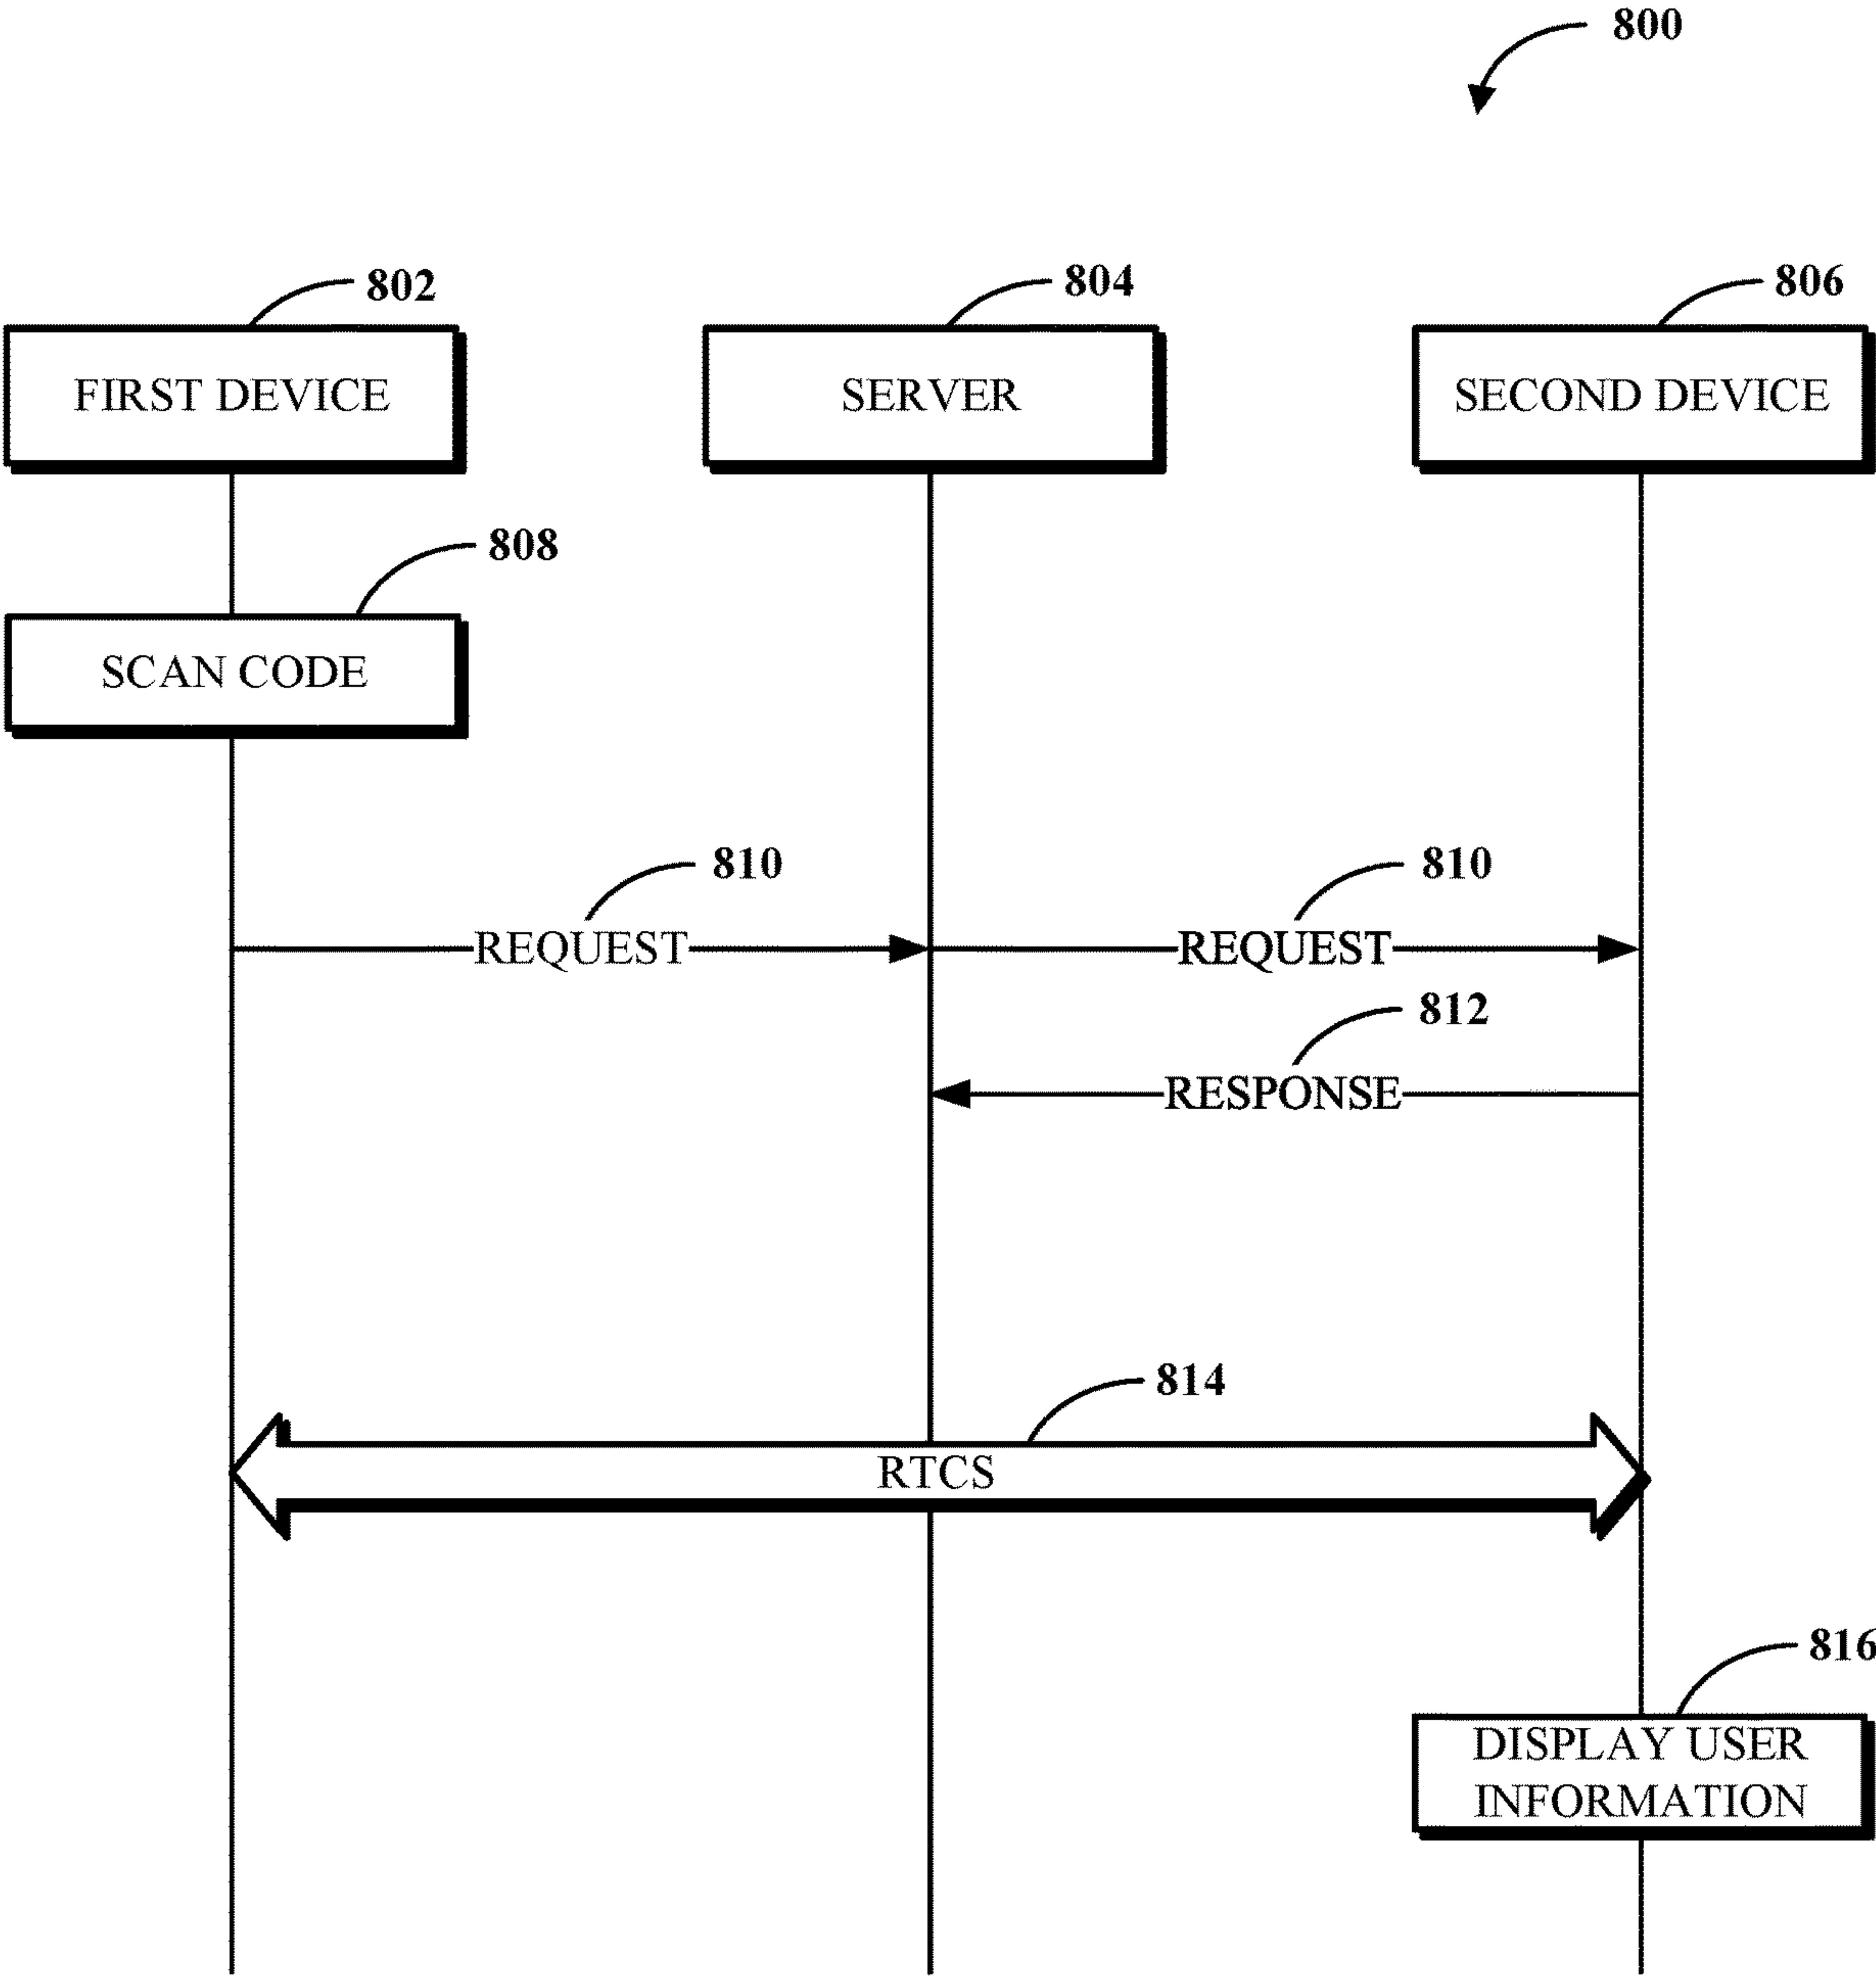 800
802
804
806
FIRST DEVICE
SERVER
SECOND DEVICE
808
SCAN CODE
810
810
REQUEST
REQUEST
812
RESPONSE
814
RTCS
816
DISPLAY USER
INFORMATION